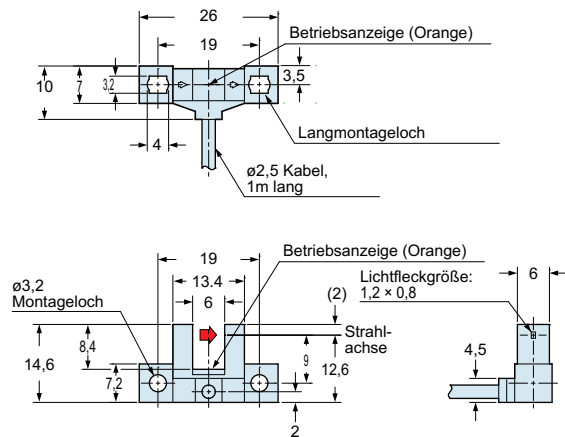 26
19
Betriebsanzeige (Orange)
10
7
3,2
3,5
4
Langmontageloch
ø2,5 Kabel,
1m lang
19
Betriebsanzeige (Orange)
13.4
6
ø3,2
Montageloch
(2)
Lichtfleckgröße:
1,2 × 0,8
6
Strahl-
achse
14,6
8,4
7,2
9
12,6
4,5
2